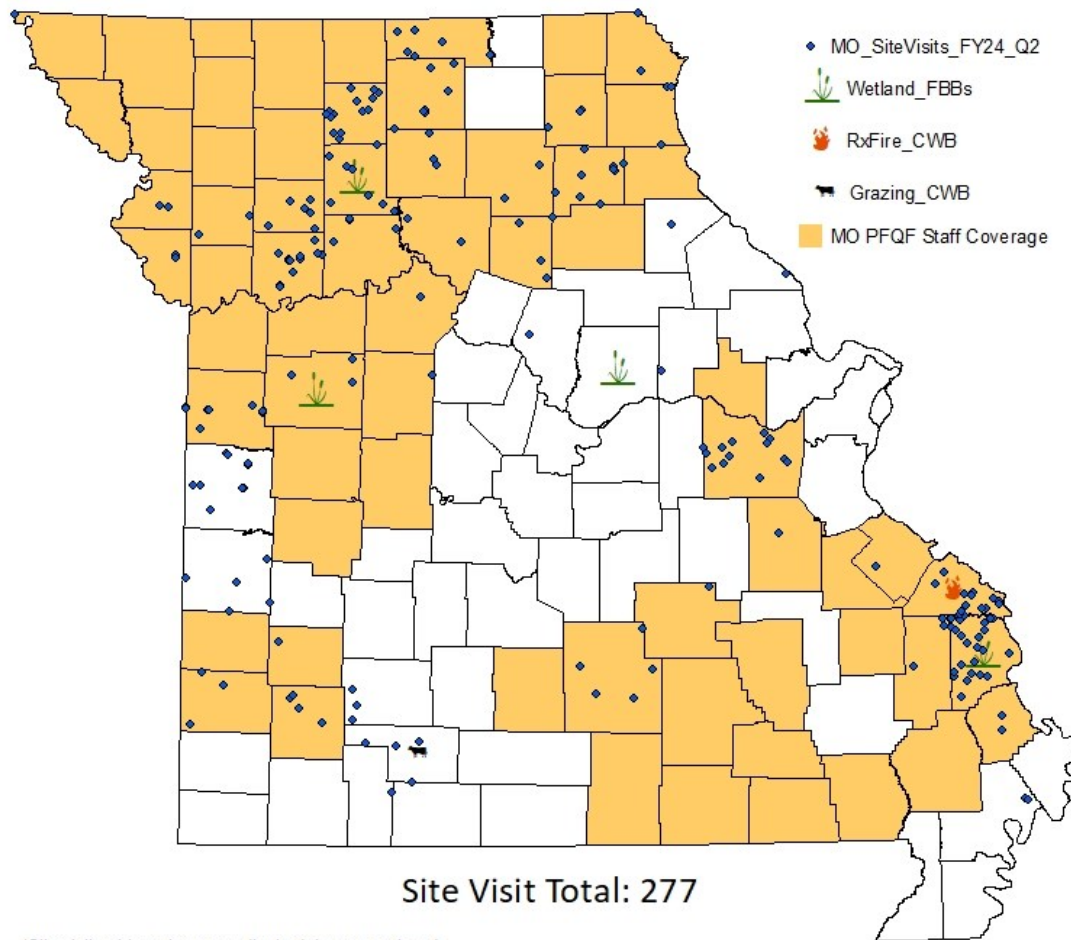 MO_SiteVisits_FY24_Q2
Wetland_FBBs
RxFire_CWB
Grazing_CWB
MO PFQF Staff Coverage
Site Visit Total: 277